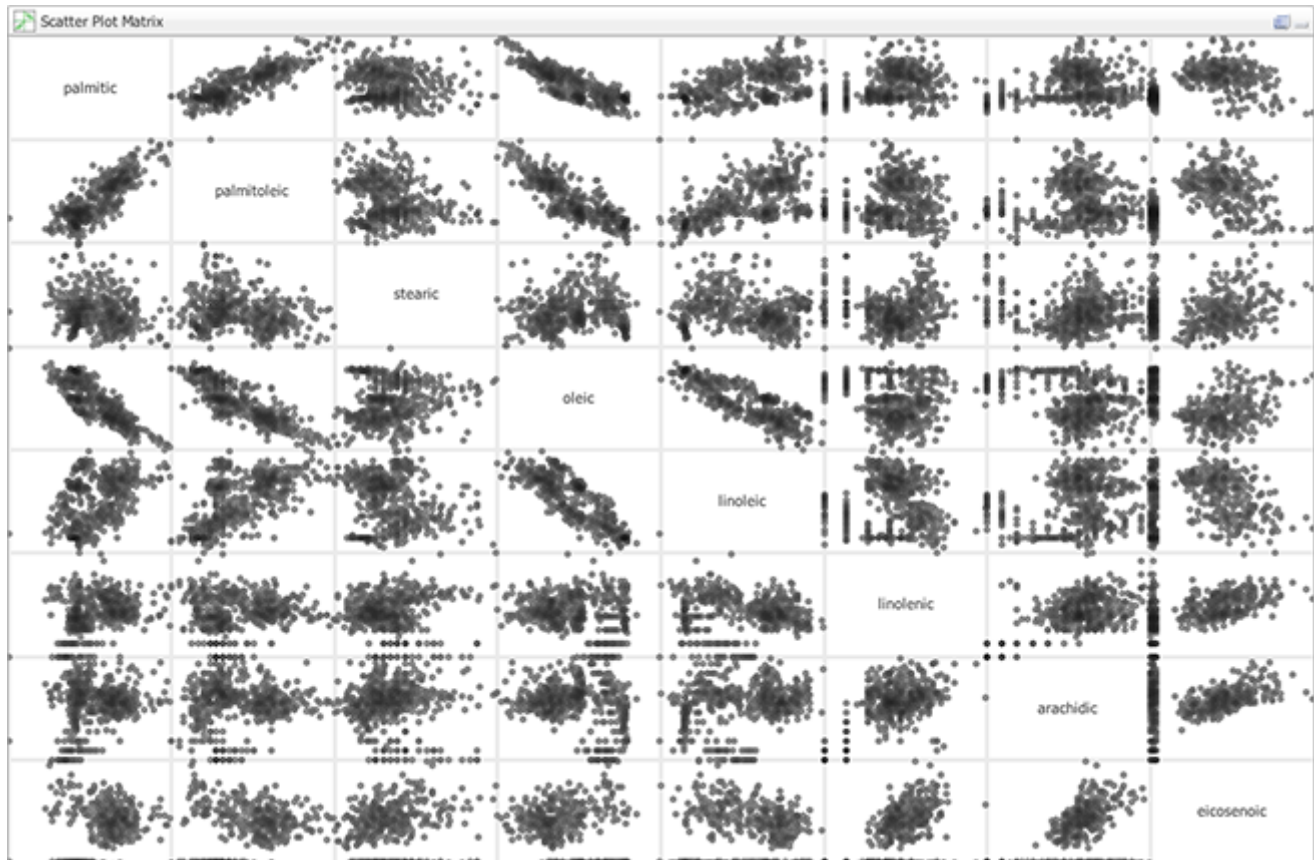 Scatter Plot Matrix
palmitic
palmitoleic
stearic
oleic
linoleic
linolenic
arachidic
eicosenoic